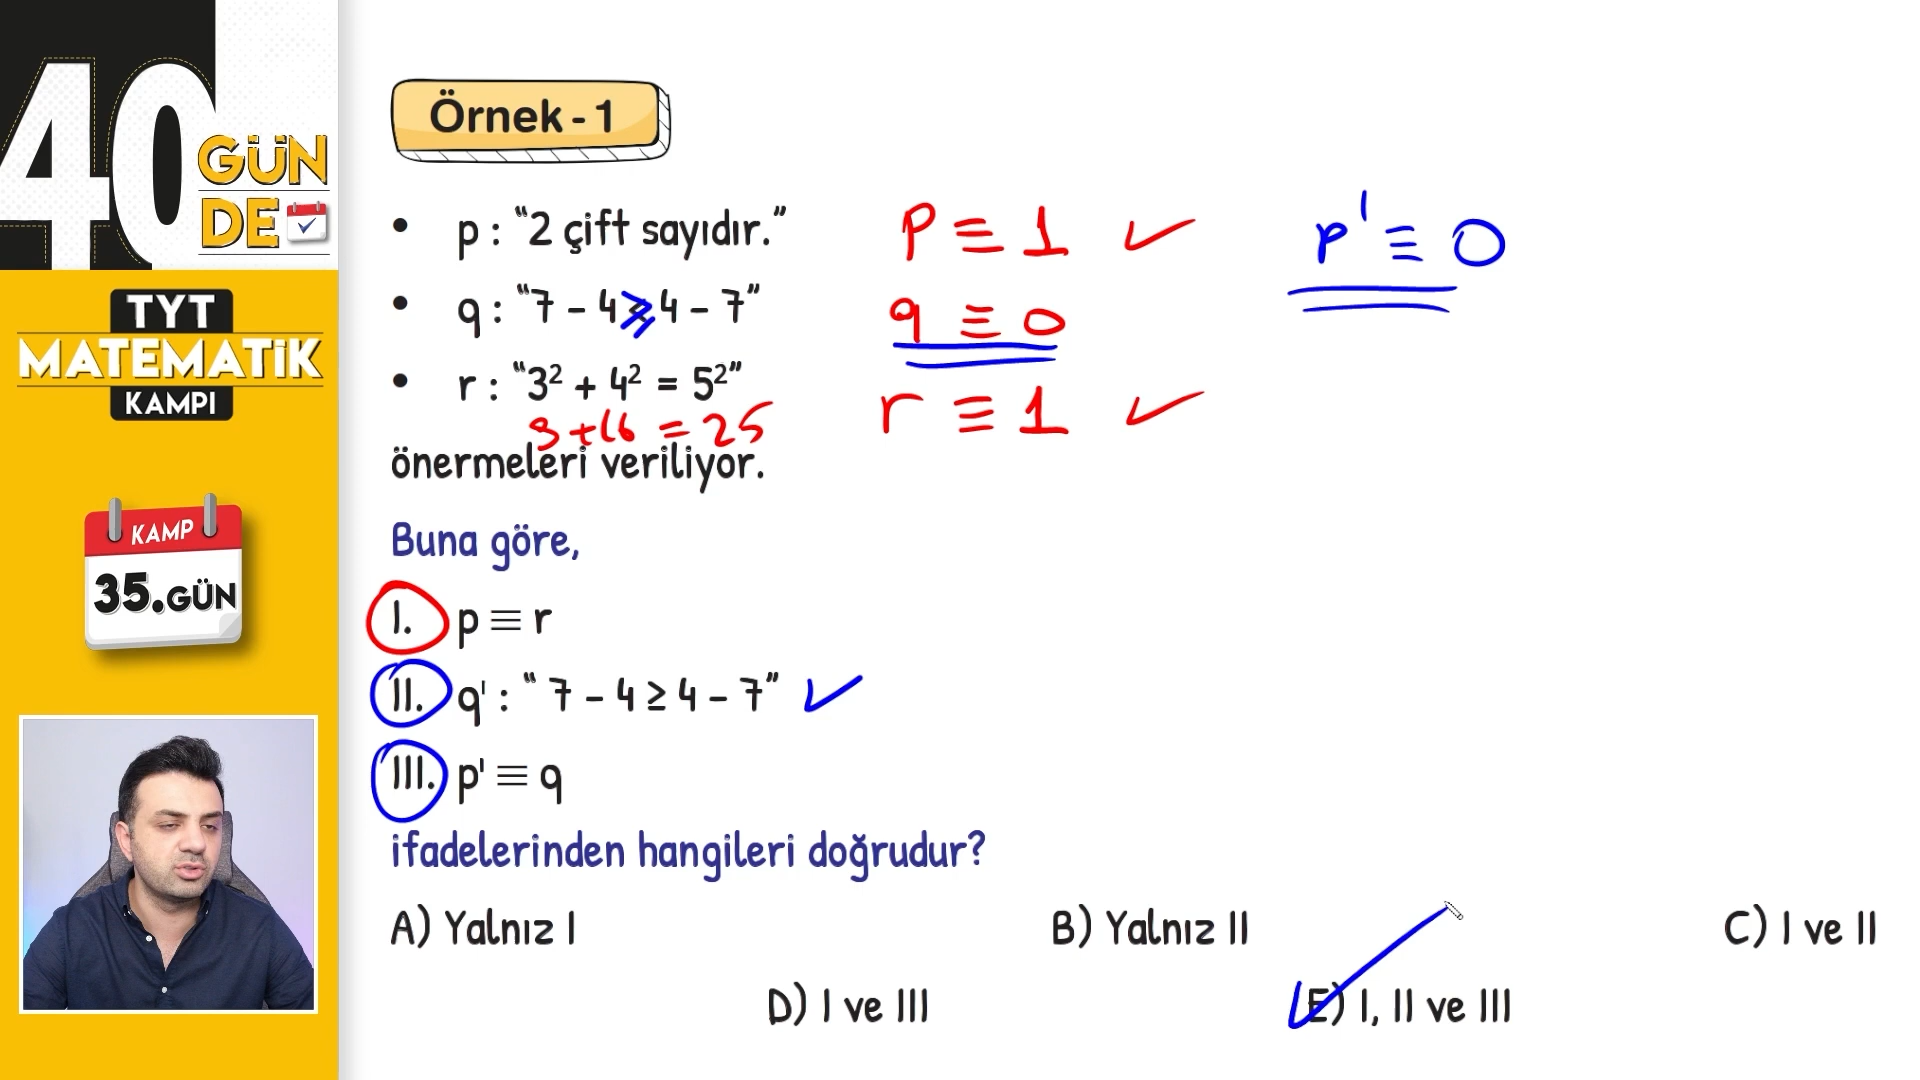 40
GÜN
DE
TYT
MATEMATİK
KAMPI
KAMP
35.GÜN
Örnek - 1
• p : “2 çift sayıdır.” p ≡ 1 ✓ p' ≡ 0
• q : “7 – 4 ≥ 4 – 7” q ≡ 0
• r : “3² + 4² = 5²” r ≡ 1 ✓
9+16 = 25
önermeleri veriliyor.
Buna göre,
I. p ≡ r
II. q' : “ 7 – 4 ≥ 4 – 7” ✓
III. p' ≡ q
ifadelerinden hangileri doğrudur?
A) Yalnız I B) Yalnız II C) I ve II
D) I ve III E) I, II ve III